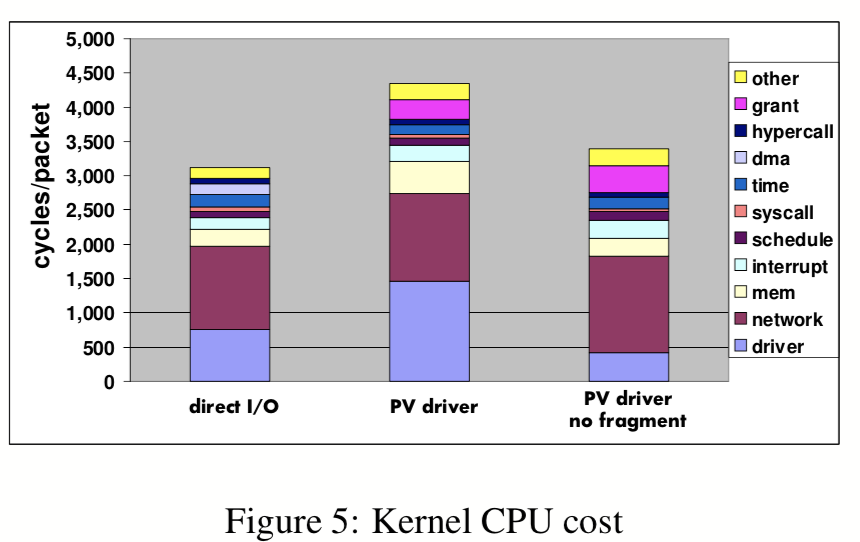 5,000
4,500
4,000
3,500
3,000
2,500
2,000
1,500
1,000
500
0
cycles/packet
direct I/O
PV driver
PV driver
no fragment
other
grant
hypercall
dma
time
syscall
schedule
interrupt
mem
network
driver
Figure 5: Kernel CPU cost